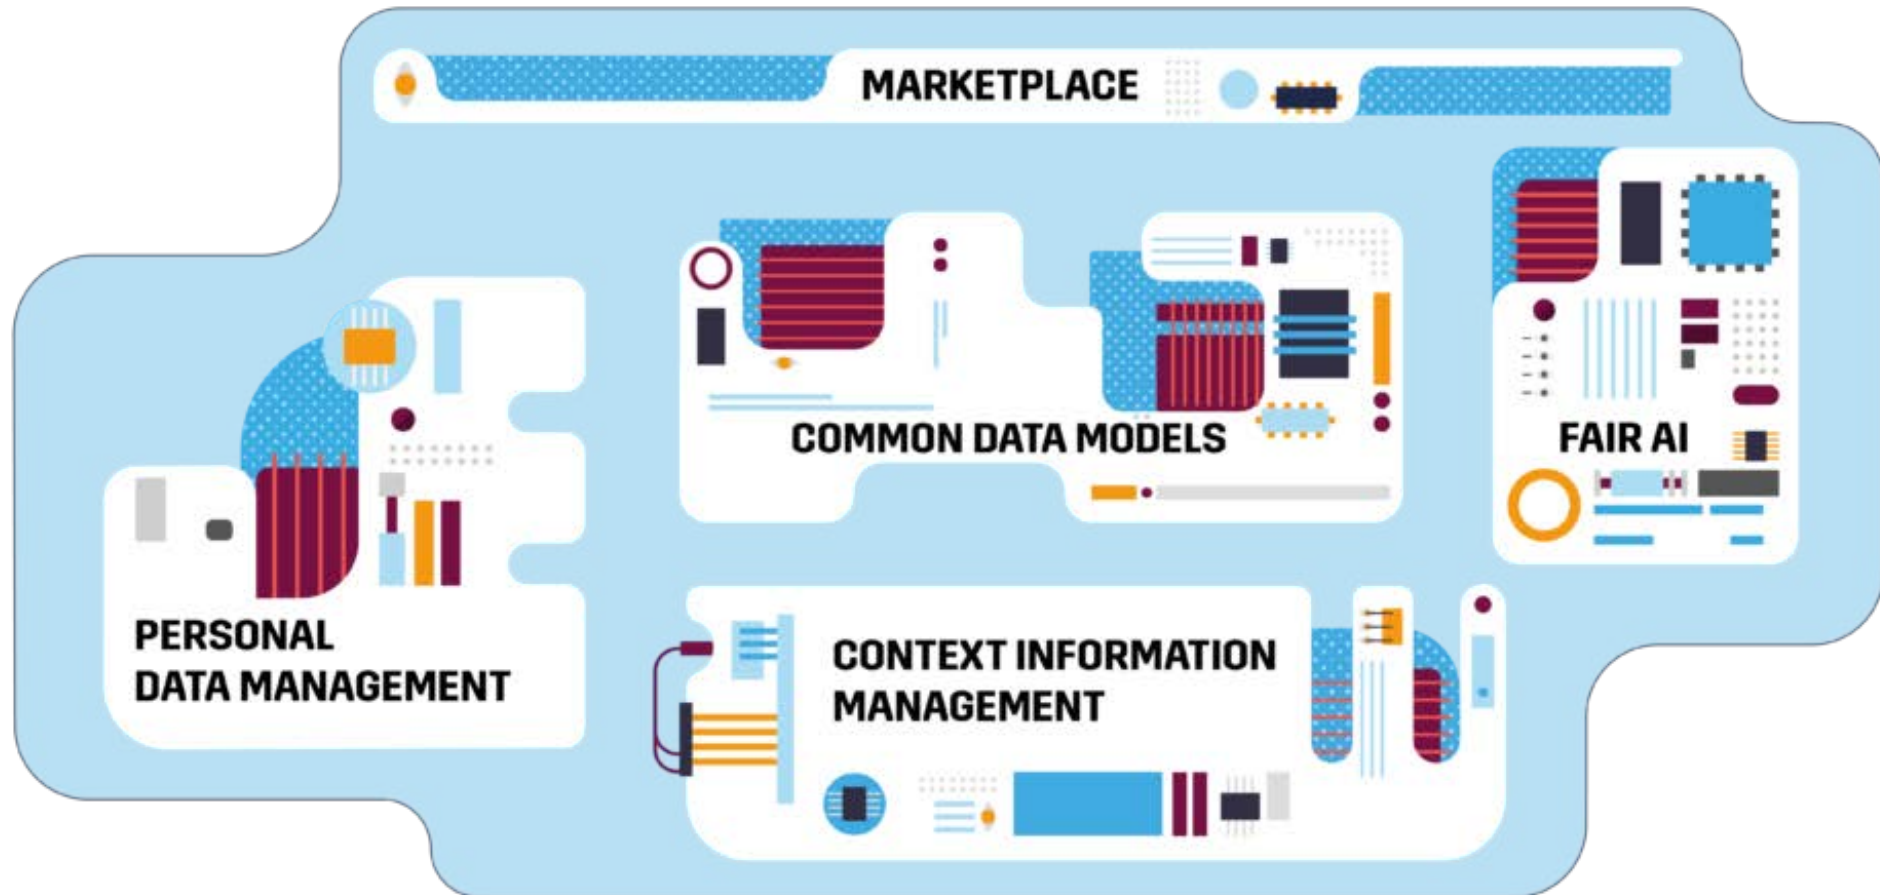 MARKETPLACE
COMMON DATA MODELS
FAIR AI
PERSONAL
DATA MANAGEMENT
CONTEXT INFORMATION
MANAGEMENT